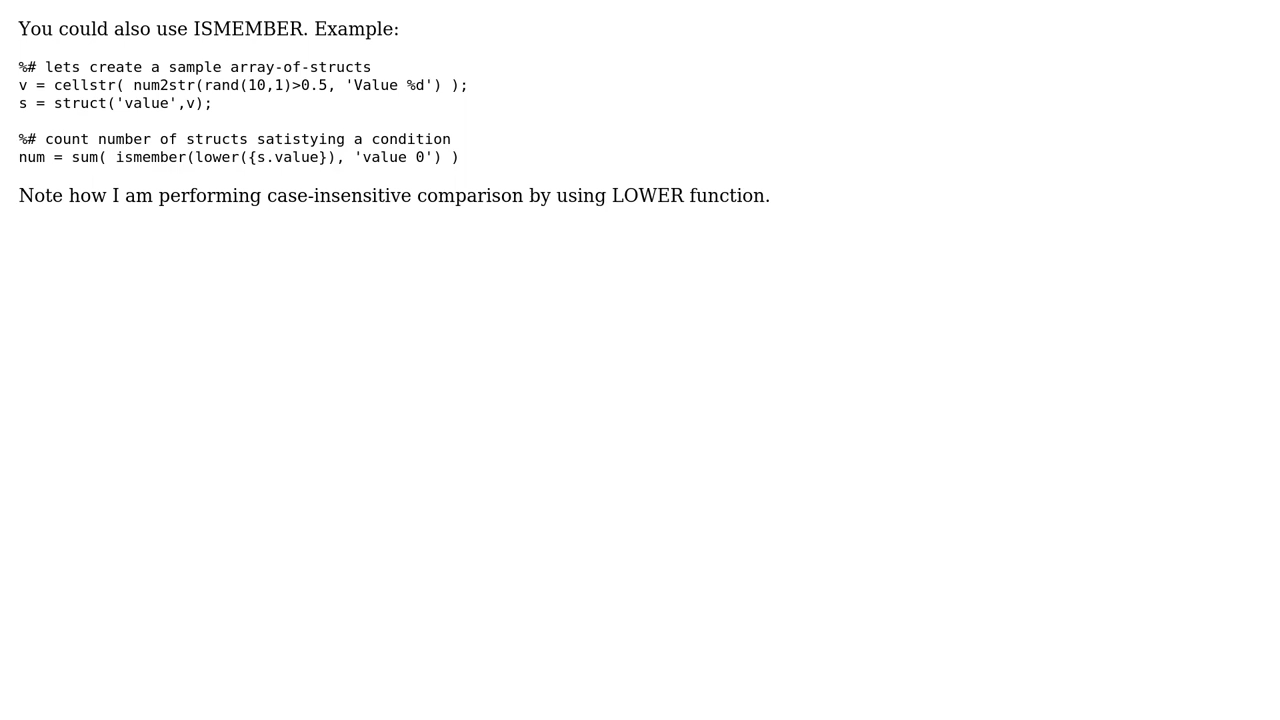 You could also use ISMEMBER. Example:
%# lets create a sample array-of-structs
v = cellstr( num2str(rand(10,1)>0.5, 'Value %d') );
s = struct('value',v);
%# count number of structs satistying a condition
num = sum( ismember(lower({s.value}), 'value 0') )
Note how I am performing case-insensitive comparison by using LOWER function.